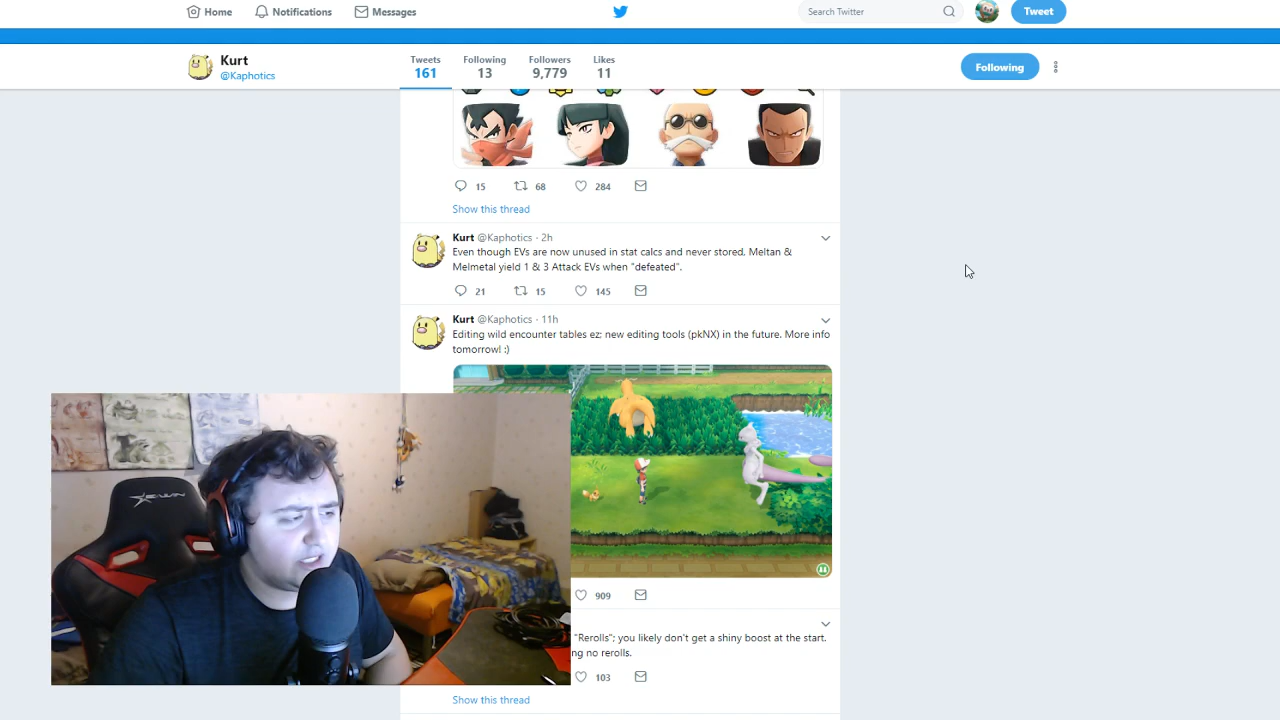 Home
Notifications
Messages
Search Twitter
Tweet
Kurt
@Kaphotics
Tweets
161
Following
13
Followers
9,779
Likes
11
Following
15
68
284
Show this thread
Kurt @Kaphotics · 2h
Even though EVs are now unused in stat calcs and never stored, Meltan &
Melmetal yield 1 & 3 Attack EVs when "defeated".
21
15
145
Kurt @Kaphotics · 11h
Editing wild encounter tables ez; new editing tools (pkNX) in the future. More info
tomorrow! :)
909
"Rerolls"; you likely don't get a shiny boost at the start.
no rerolls.
103
Show this thread